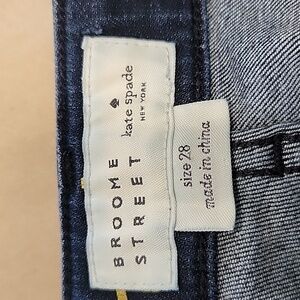 kate spade
NEW YORK
BROOME
STREET
size 28
made in china